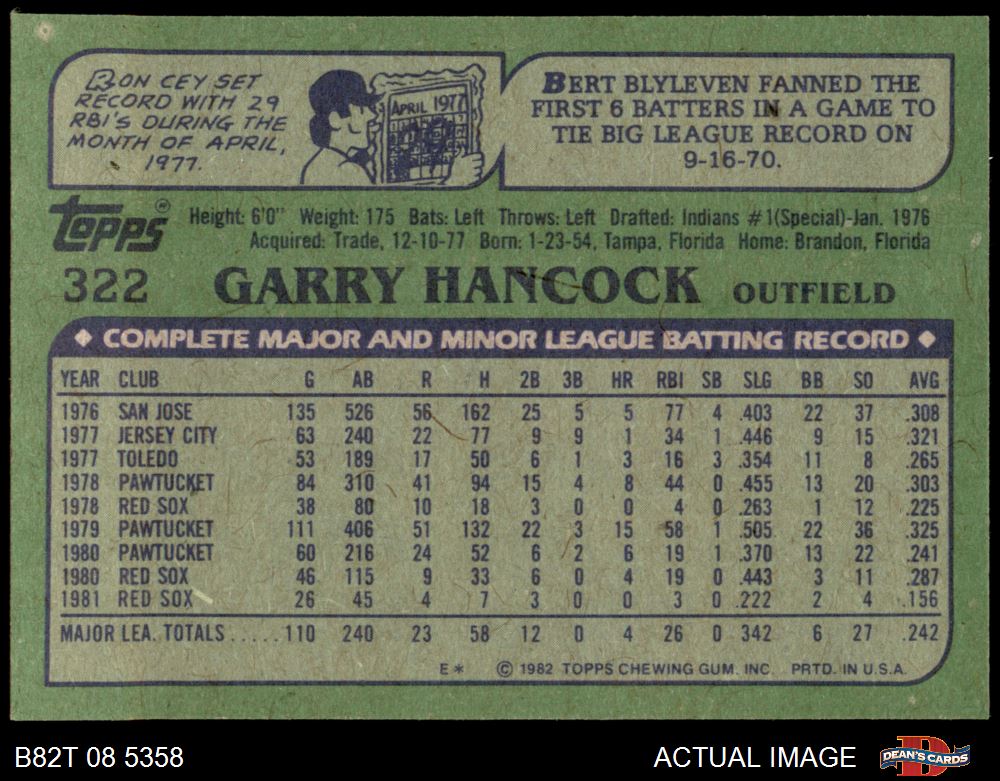 RON CEY SET
RECORD WITH 29
RBI'S DURING THE
MONTH OF APRIL,
1977.
APRIL 1977
BERT BLYLEVEN FANNED THE
FIRST 6 BATTERS IN A GAME TO
TIE BIG LEAGUE RECORD ON
9-16-70.
Topps®
Height: 6'0" Weight: 175 Bats: Left Throws: Left Drafted: Indians #1(Special)-Jan. 1976
Acquired: Trade, 12-10-77 Born: 1-23-54, Tampa, Florida Home: Brandon, Florida
322 GARRY HANCOCK OUTFIELD
◆ COMPLETE MAJOR AND MINOR LEAGUE BATTING RECORD ◆
YEAR CLUB G AB R H 2B 3B HR RBI SB SLG BB SO AVG
1976 SAN JOSE 135 526 56 162 25 5 5 77 4 .403 22 37 .308
1977 JERSEY CITY 63 240 22 77 9 9 1 34 1 .446 9 15 .321
1977 TOLEDO 53 189 17 50 6 1 3 16 3 .354 11 8 .265
1978 PAWTUCKET 84 310 41 94 15 4 8 44 0 .455 13 20 .303
1978 RED SOX 38 80 10 18 3 0 0 4 0 .263 1 12 .225
1979 PAWTUCKET 111 406 51 132 22 3 15 58 1 .505 22 36 .325
1980 PAWTUCKET 60 216 24 52 6 2 6 19 1 .370 13 22 .241
1980 RED SOX 46 115 9 33 6 0 4 19 0 .443 3 11 .287
1981 RED SOX 26 45 4 7 3 0 0 3 0 .222 2 4 .156
MAJOR LEA. TOTALS.....110 240 23 58 12 0 4 26 0 .342 6 27 .242
E* © 1982 TOPPS CHEWING GUM. INC. PRTD. IN U.S.A.
B82T 08 5358 ACTUAL IMAGE DEAN'S CARDS